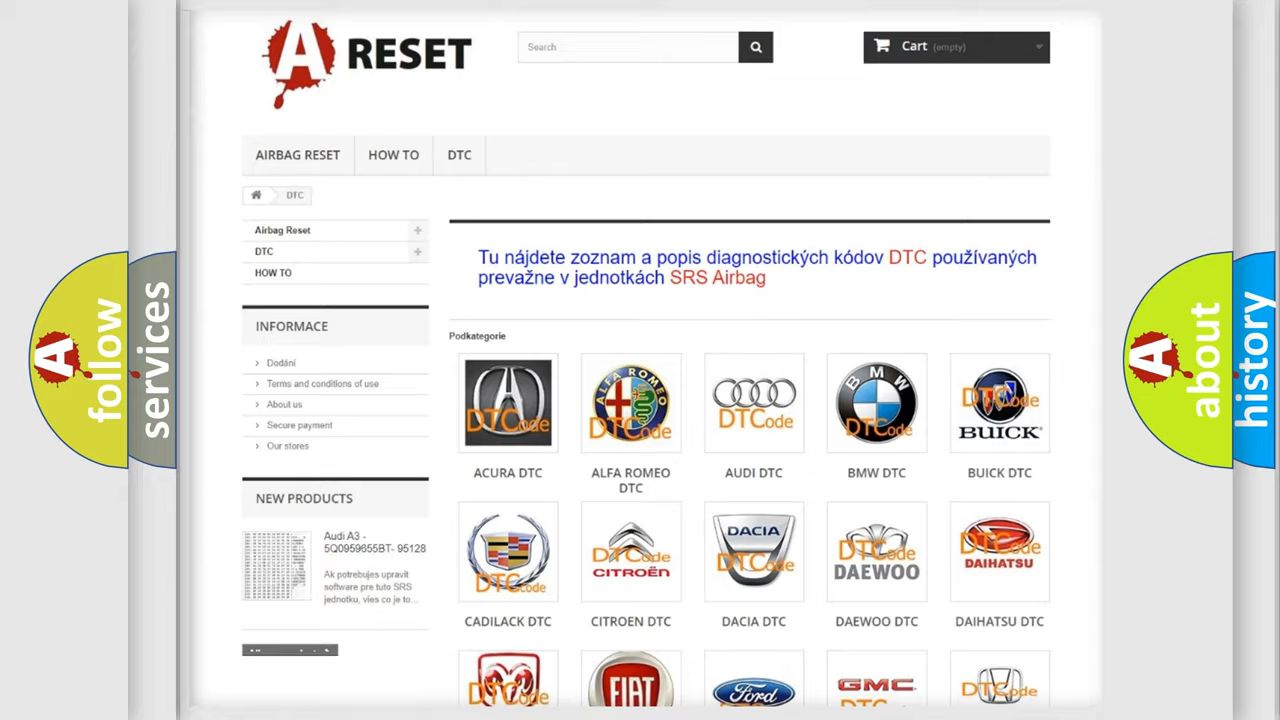 A RESET
Search
Cart (empty)
AIRBAG RESET
HOW TO
DTC
DTC
Airbag Reset
DTC
HOW TO
Tu nájdete zoznam a popis diagnostických kódov DTC používaných
prevažne v jednotkách SRS Airbag
INFORMACE
Dodání
Terms and conditions of use
About us
Secure payment
Our stores
Podkategorie
DTCode
ALFA ROMEO
DTCode
DTCode
BMW
DTCode
DTCode
BUICK
ACURA DTC
ALFA ROMEO
DTC
AUDI DTC
BMW DTC
BUICK DTC
NEW PRODUCTS
Audi A3 -
5Q0959655BT- 95128
Ak potrebujes upravit
software pre tuto SRS
jednotku, vies co je to...
DTCode
DTCode
CITROËN
DACIA
DTCode
DTCode
DAEWOO
DTCode
DAIHATSU
CADILACK DTC
CITROEN DTC
DACIA DTC
DAEWOO DTC
DAIHATSU DTC
DTCode
FIAT
Ford
GMC
DTCode
A follow
services
A about
history